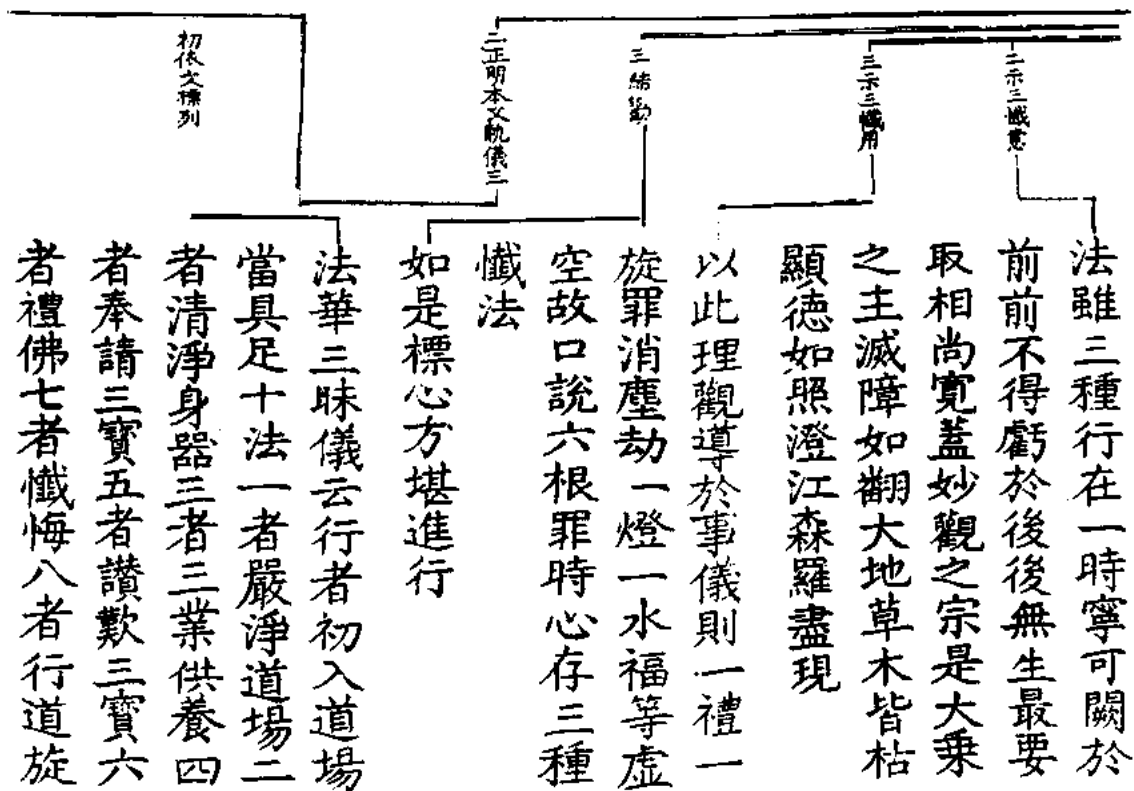 二示三懺意
法雖三種行在一時寧可闕於
前前不得虧於後後無生最要
取相尚寬蓋妙觀之宗是大乗
之主滅障如翻大地草木皆枯
顯德如照澄江森羅盡現
三示三懺用
以此理觀導於事儀則一禮一
旋罪消塵劫一燈一水福等虛
空故口說六根罪時心存三種
懺法
三結勸
如是標心方堪進行
二正明本文軌儀三
初依文標列
法華三昧儀云行者初入道場
當具足十法一者嚴淨道場二
者清淨身器三者三業供養四
者奉請三寶五者讃歎三寶六
者禮佛七者懺悔八者行道旋